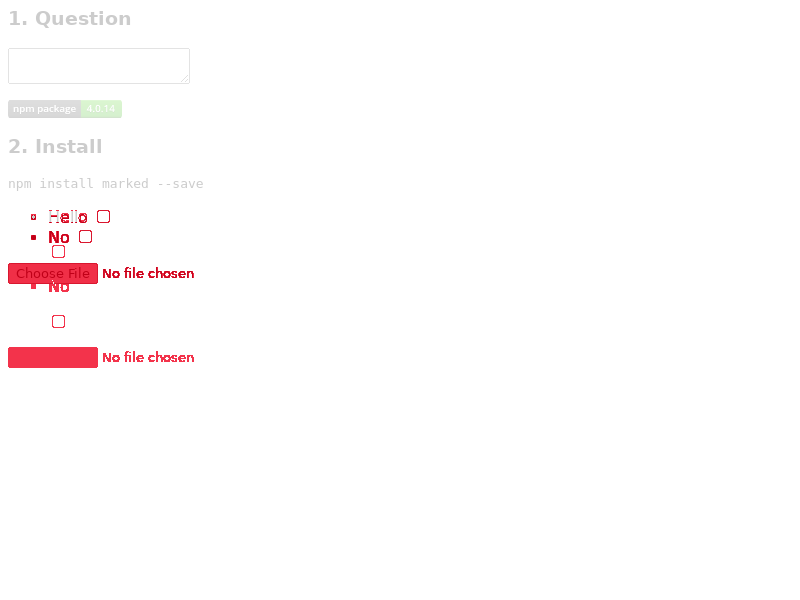 1. Question
npm package 4.0.14
2. Install
npm install marked --save
No
Choose File No file chosen
No
No file chosen